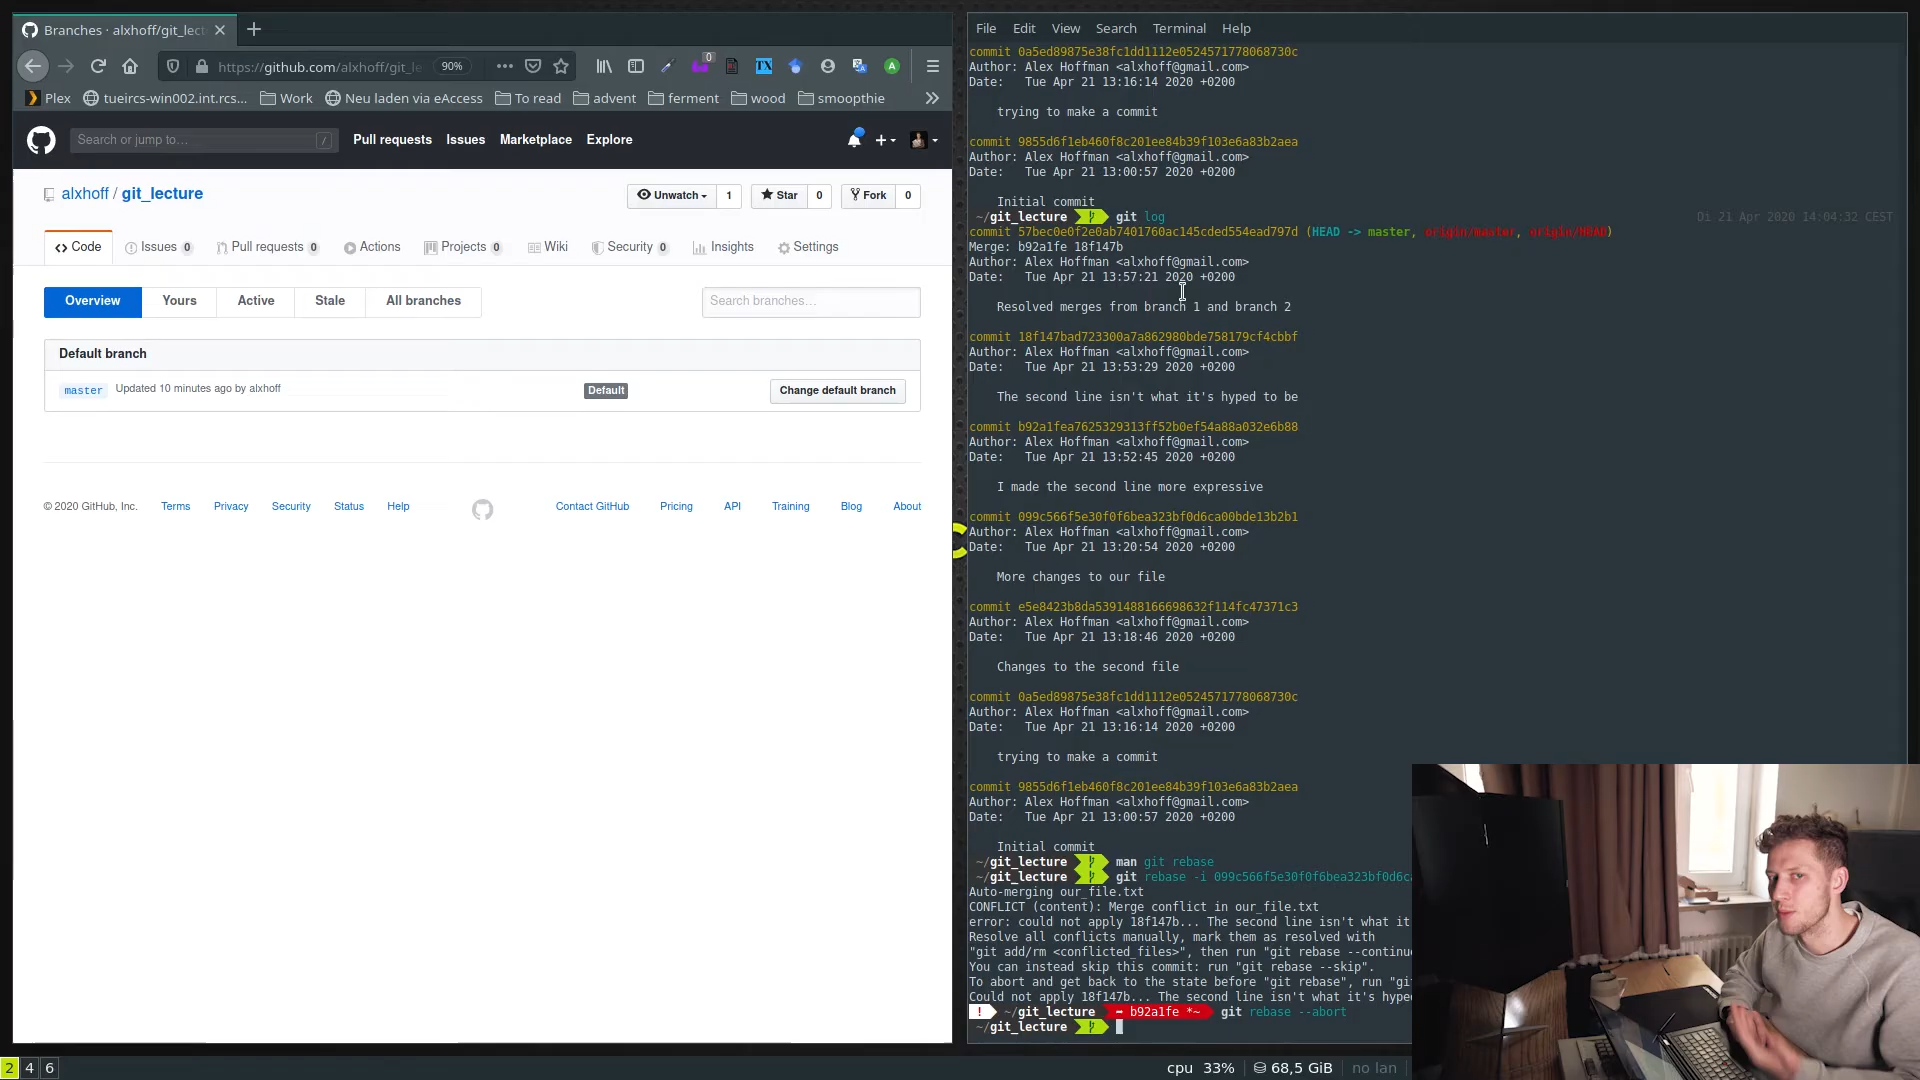 Branches · alxhoff/git_lect
https://github.com/alxhoff/git_le
90%
0
TX
A
Plex
tueircs-win002.int.rcs...
Work
Neu laden via eAccess
To read
advent
ferment
wood
smoopthie
Search or jump to…
/
Pull requests
Issues
Marketplace
Explore
alxhoff / git_lecture
Unwatch 1
Star 0
Fork 0
Code
Issues 0
Pull requests 0
Actions
Projects 0
Wiki
Security 0
Insights
Settings
Overview
Yours
Active
Stale
All branches
Search branches…
Default branch
master
Updated 10 minutes ago by alxhoff
Default
Change default branch
© 2020 GitHub, Inc.
Terms
Privacy
Security
Status
Help
Contact GitHub
Pricing
API
Training
Blog
About
File Edit View Search Terminal Help
commit 0a5ed89875e38fc1dd1112e0524571778068730c
Author: Alex Hoffman <alxhoff@gmail.com>
Date: Tue Apr 21 13:16:14 2020 +0200
trying to make a commit
commit 9855d6f1eb460f8c201ee84b39f103e6a83b2aea
Author: Alex Hoffman <alxhoff@gmail.com>
Date: Tue Apr 21 13:00:57 2020 +0200
Initial commit
~/git_lecture git log
Di 21 Apr 2020 14:04:32 CEST
commit 57bec0e0f2e0ab7401760ac145cded554ead797d (HEAD -> master, origin/master, origin/HEAD)
Merge: b92a1fe 18f147b
Author: Alex Hoffman <alxhoff@gmail.com>
Date: Tue Apr 21 13:57:21 2020 +0200
Resolved merges from branch 1 and branch 2
commit 18f147bad723300a7a862980bde758179cf4cbbf
Author: Alex Hoffman <alxhoff@gmail.com>
Date: Tue Apr 21 13:53:29 2020 +0200
The second line isn't what it's hyped to be
commit b92a1fea7625329313ff52b0ef54a88a032e6b88
Author: Alex Hoffman <alxhoff@gmail.com>
Date: Tue Apr 21 13:52:45 2020 +0200
I made the second line more expressive
commit 099c566f5e30f0f6bea323bf0d6ca00bde13b2b1
Author: Alex Hoffman <alxhoff@gmail.com>
Date: Tue Apr 21 13:20:54 2020 +0200
More changes to our file
commit e5e8423b8da5391488166698632f114fc47371c3
Author: Alex Hoffman <alxhoff@gmail.com>
Date: Tue Apr 21 13:18:46 2020 +0200
Changes to the second file
commit 0a5ed89875e38fc1dd1112e0524571778068730c
Author: Alex Hoffman <alxhoff@gmail.com>
Date: Tue Apr 21 13:16:14 2020 +0200
trying to make a commit
commit 9855d6f1eb460f8c201ee84b39f103e6a83b2aea
Author: Alex Hoffman <alxhoff@gmail.com>
Date: Tue Apr 21 13:00:57 2020 +0200
Initial commit
~/git_lecture man git rebase
~/git_lecture git rebase -i 099c566f5e30f0f6bea323bf0d6c
Auto-merging our_file.txt
CONFLICT (content): Merge conflict in our_file.txt
error: could not apply 18f147b... The second line isn't what it
Resolve all conflicts manually, mark them as resolved with
"git add/rm <conflicted_files>", then run "git rebase --continu
You can instead skip this commit: run "git rebase --skip".
To abort and get back to the state before "git rebase", run "gi
Could not apply 18f147b... The second line isn't what it's hype
! ~/git_lecture ➦ b92a1fe *~ git rebase --abort
~/git_lecture
2 4 6
cpu 33%
68,5 GiB
no lan